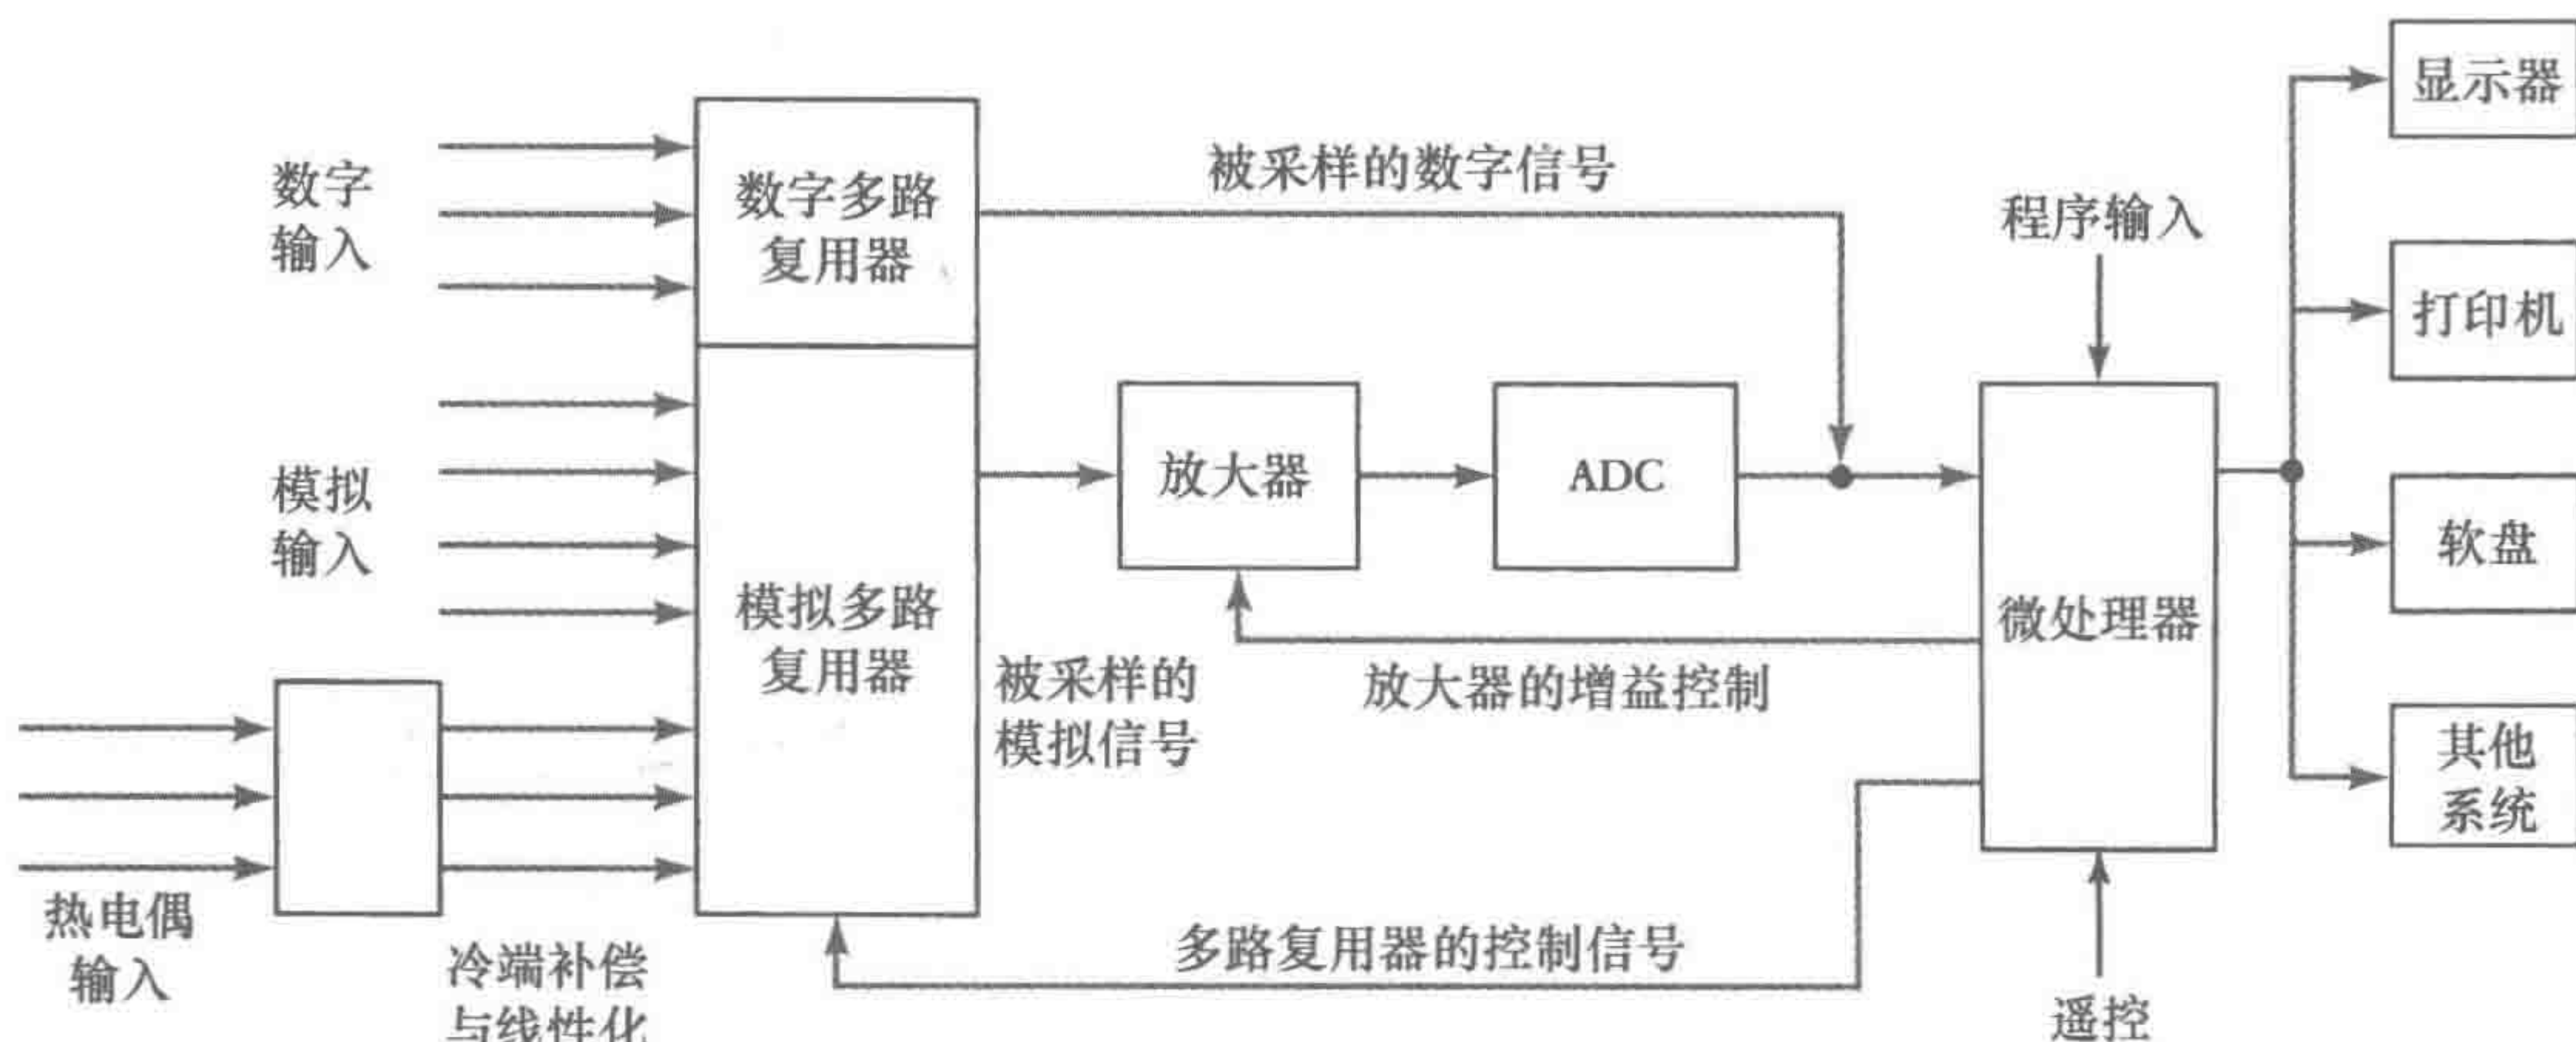 显示器
数字
输入
数字多路
复用器
被采样的数字信号
程序输入
打印机
模拟
输入
放大器
ADC
软盘
模拟多路
复用器
微处理器
被采样的
模拟信号
放大器的增益控制
其他
系统
热电偶
输入
冷端补偿
与线性化
多路复用器的控制信号
遥控